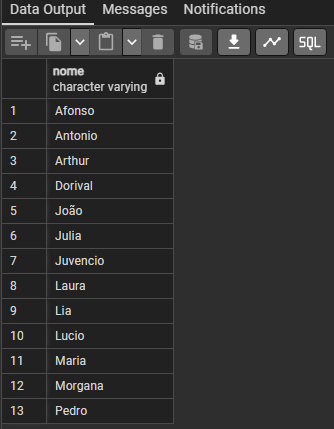 Data Output Messages Notifications
SQL
nome
character varying
1 Afonso
2 Antonio
3 Arthur
4 Dorival
5 João
6 Julia
7 Juvencio
8 Laura
9 Lia
10 Lucio
11 Maria
12 Morgana
13 Pedro